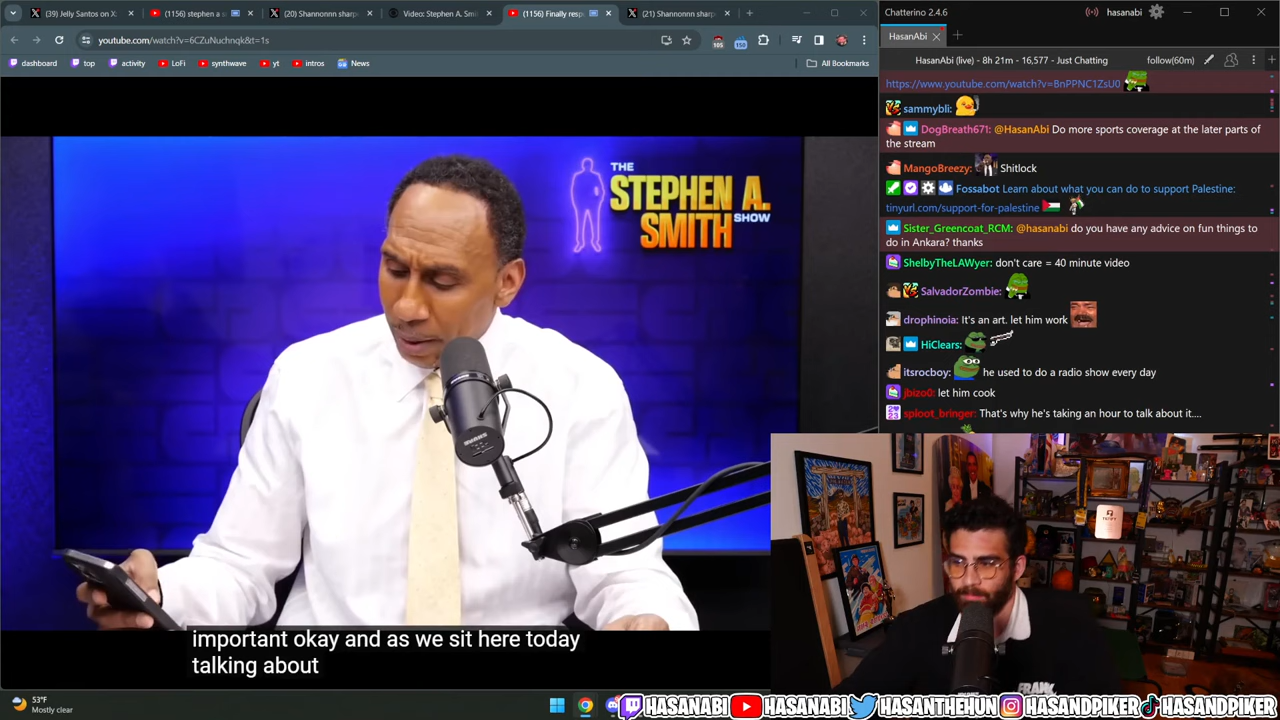 (39) Jelly Santos on X:
(1156) stephen a s
(20) Shannonnn sharp
Video: Stephen A. Smi
(1156) Finally resp
(21) Shannonnn sharp
youtube.com/watch?v=6CZuNuchnqk&t=1s
105
150
dashboard
top
activity
LoFi
synthwave
yt
intros
News
All Bookmarks
THE
STEPHEN A.
SMITH SHOW
important okay and as we sit here today
talking about
53°F
Mostly clear
Chatterino 2.4.6
hasanabi
HasanAbi
HasanAbi (live) - 8h 21m - 16,577 - Just Chatting
follow(60m)
https://www.youtube.com/watch?v=BnPPNC1ZsU0
sammybli:
DogBreath671: @HasanAbi Do more sports coverage at the later parts of
the stream
MangoBreezy: Shitlock
Fossabot Learn about what you can do to support Palestine:
tinyurl.com/support-for-palestine
Sister_Greencoat_RCM: @hasanabi do you have any advice on fun things to
do in Ankara? thanks
ShelbyTheLAWyer: don't care = 40 minute video
SalvadorZombie:
drophinoia: It's an art. let him work
HiClears:
itsrocboy: he used to do a radio show every day
jbizo0: let him cook
sploot_bringer: That's why he's taking an hour to talk about it....
HASANABI HASANABI HASANTHEHUN HASANDPIKER HASANDPIKER